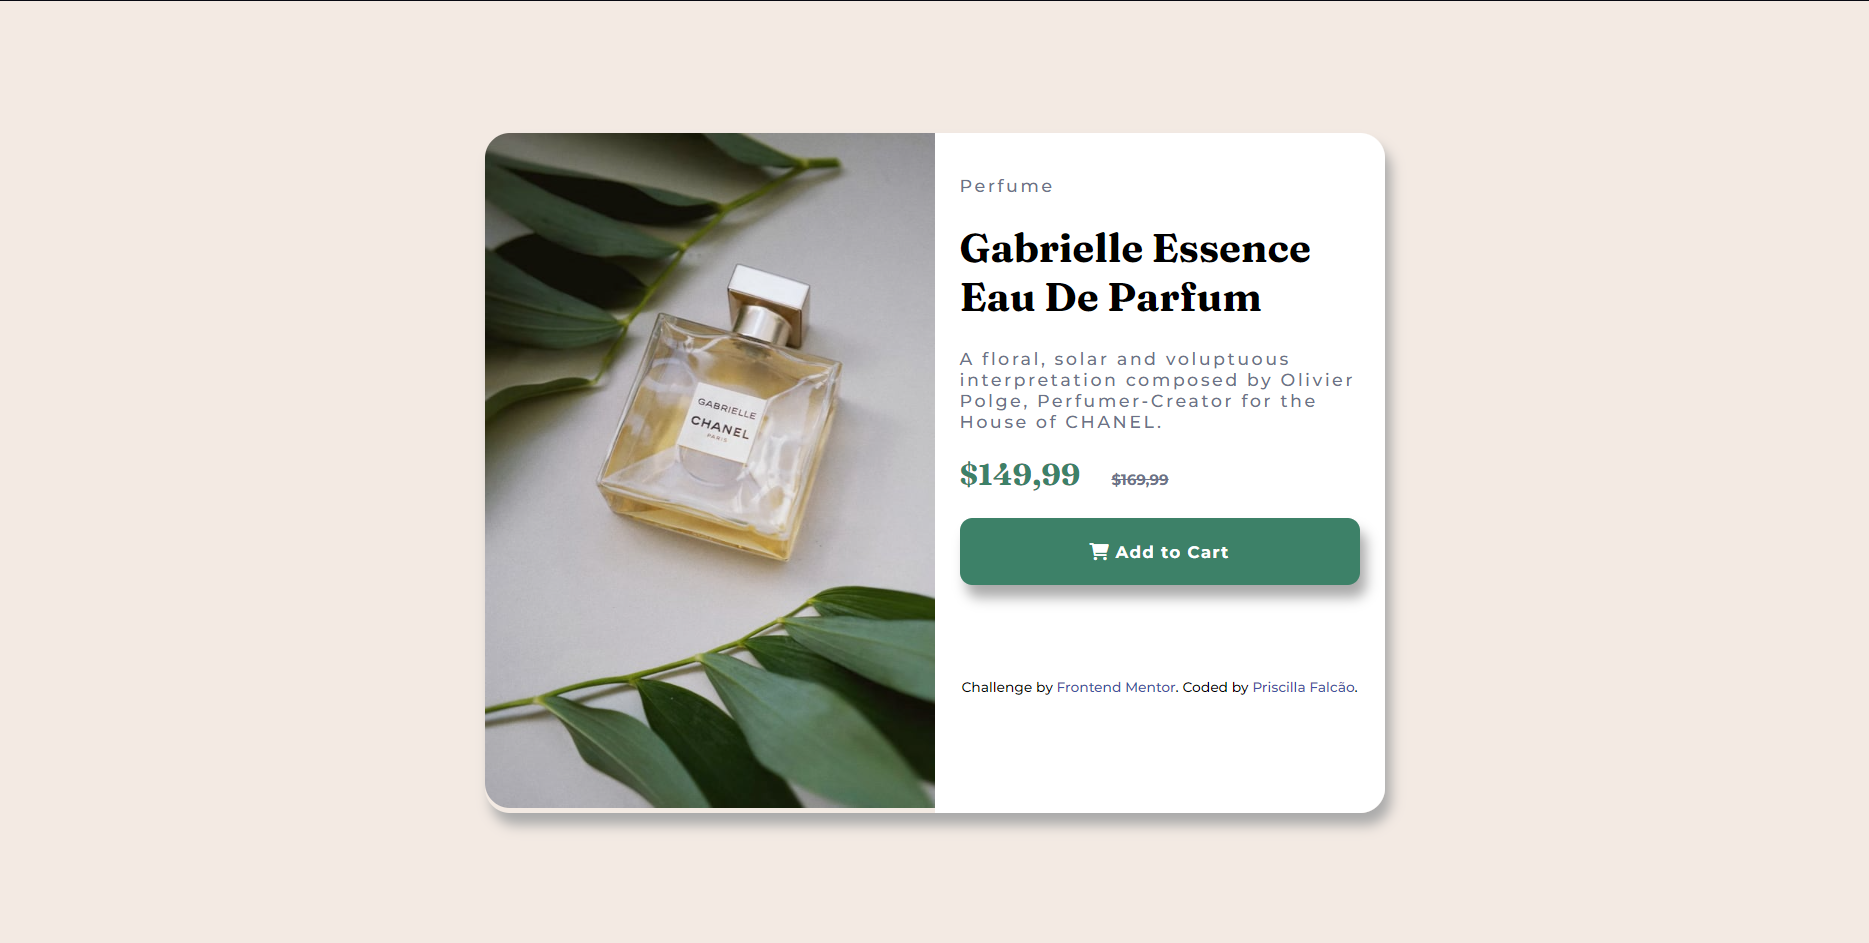 Perfume
Gabrielle Essence
Eau De Parfum
A floral, solar and voluptuous
interpretation composed by Olivier
Polge, Perfumer-Creator for the
House of CHANEL.
$149,99 $169,99
Add to Cart
Challenge by Frontend Mentor. Coded by Priscilla Falcão.
GABRIELLE
CHANEL
PARIS